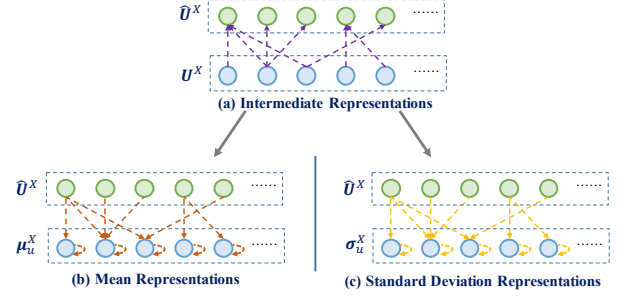 Û^X ......
U^X ......
(a) Intermediate Representations
Û^X ...... Û^X ......
μ_u^X ...... σ_u^X ......
(b) Mean Representations
(c) Standard Deviation Representations